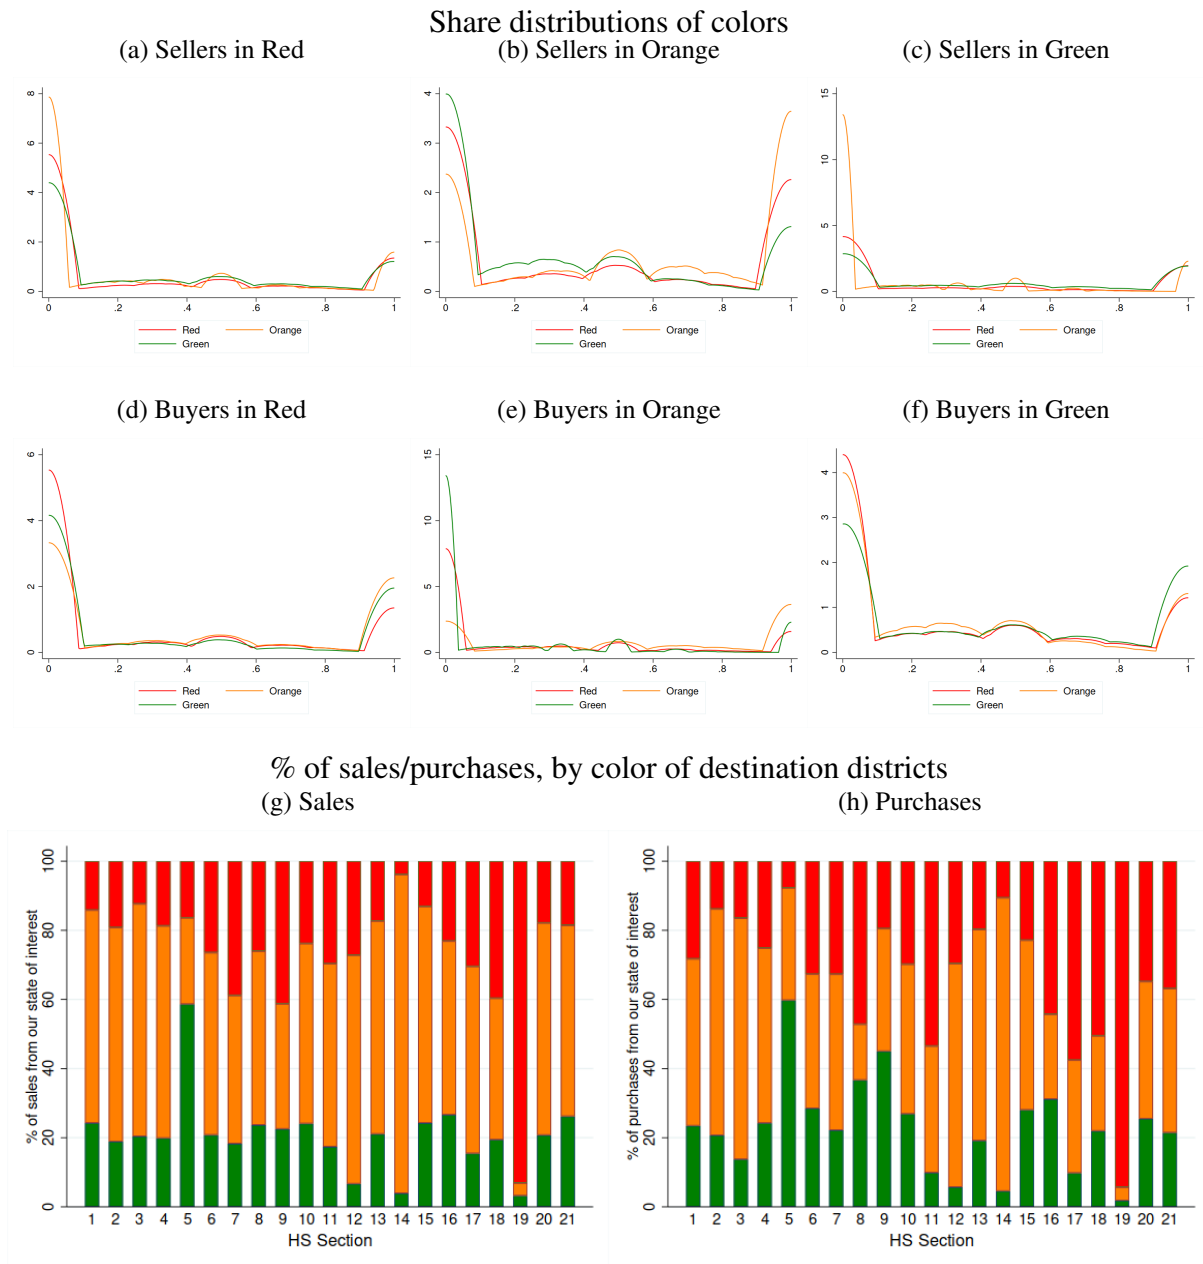 Share distributions of colors
(a) Sellers in Red
(b) Sellers in Orange
(c) Sellers in Green
8
6
4
2
0
0 .2 .4 .6 .8 1
Red Orange
Green
4
3
2
1
0
0 .2 .4 .6 .8 1
Red Orange
Green
15
10
5
0
0 .2 .4 .6 .8 1
Red Orange
Green
(d) Buyers in Red
(e) Buyers in Orange
(f) Buyers in Green
6
4
2
0
0 .2 .4 .6 .8 1
Red Orange
Green
15
10
5
0
0 .2 .4 .6 .8 1
Red Orange
Green
4
3
2
1
0
0 .2 .4 .6 .8 1
Red Orange
Green
% of sales/purchases, by color of destination districts
(g) Sales
(h) Purchases
% of sales from our state of interest
100
80
60
40
20
0
1 2 3 4 5 6 7 8 9 10 11 12 13 14 15 16 17 18 19 20 21
HS Section
% of purchases from our state of interest
100
80
60
40
20
0
1 2 3 4 5 6 7 8 9 10 11 12 13 14 15 16 17 18 19 20 21
HS Section